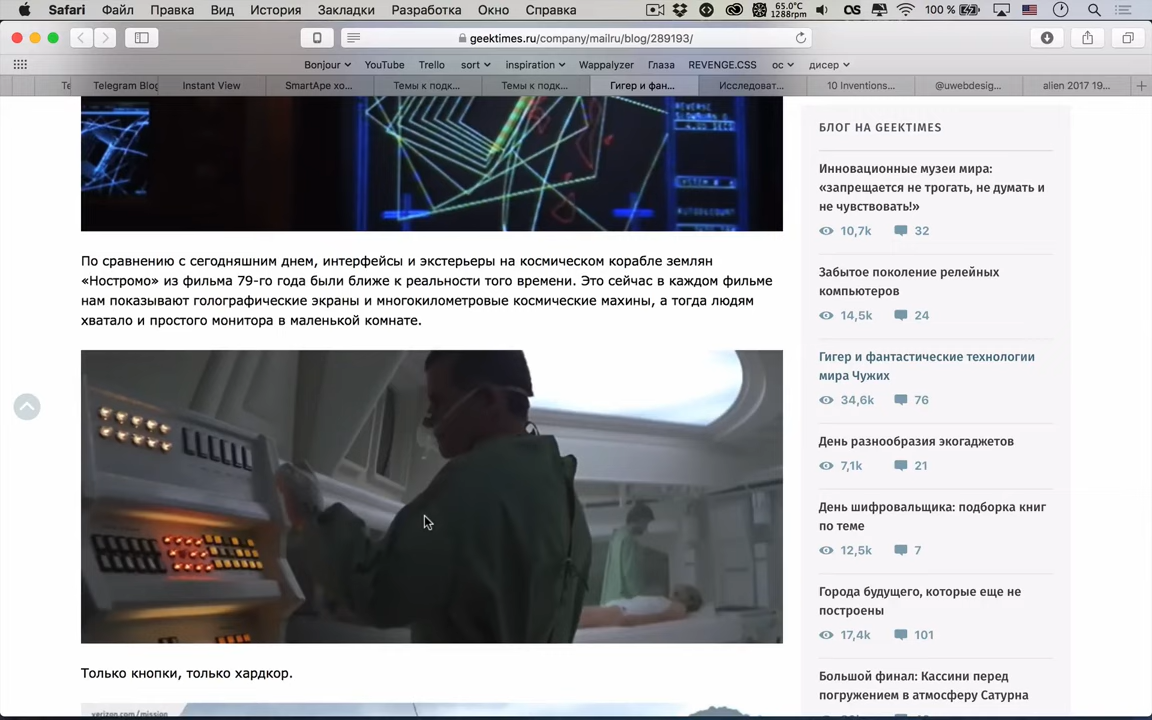 Safari Файл Правка Вид История Закладки Разработка Окно Справка 65.0°C 1288rpm 100 %
geektimes.ru/company/mailru/blog/289193/
Bonjour YouTube Trello sort inspiration Wappalyzer Глаза REVENGE.CSS ос дисер
Те Telegram Blog Instant View SmartApe хо... Темы к подк... Темы к подк... Гигер и фан... Исследоват... 10 Inventions... @uwebdesig... alien 2017 19...
По сравнению с сегодняшним днем, интерфейсы и экстерьеры на космическом корабле землян
«Ностромо» из фильма 79-го года были ближе к реальности того времени. Это сейчас в каждом фильме
нам показывают голографические экраны и многокилометровые космические махины, а тогда людям
хватало и простого монитора в маленькой комнате.
Только кнопки, только хардкор.
verizon.com/mission
БЛОГ НА GEEKTIMES
Инновационные музеи мира:
«запрещается не трогать, не думать и
не чувствовать!»
10,7k 32
Забытое поколение релейных
компьютеров
14,5k 24
Гигер и фантастические технологии
мира Чужих
34,6k 76
День разнообразия экогаджетов
7,1k 21
День шифровальщика: подборка книг
по теме
12,5k 7
Города будущего, которые еще не
построены
17,4k 101
Большой финал: Кассини перед
погружением в атмосферу Сатурна